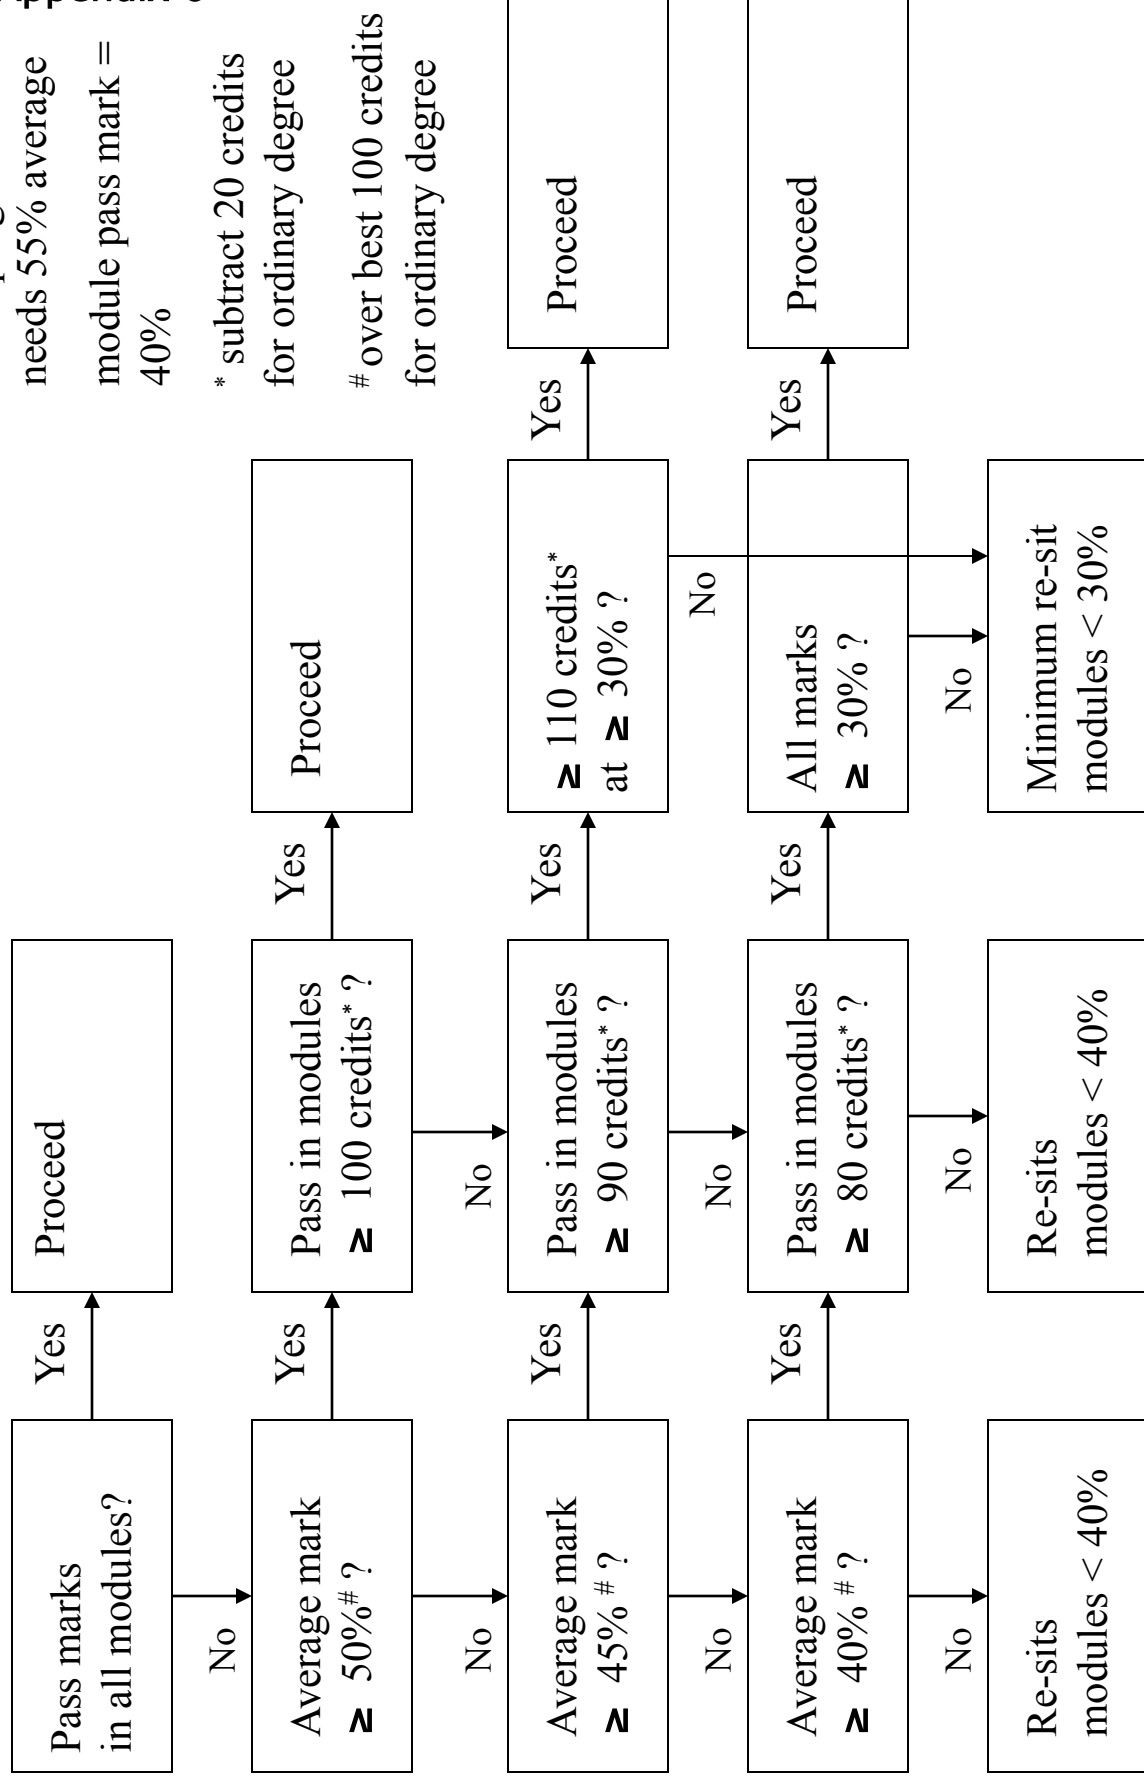 Appendix
needs 55% average
module pass mark =
40%
* subtract 20 credits
for ordinary degree
# over best 100 credits
for ordinary degree
Pass marks
in all modules?
Yes
Proceed
No
Average mark
≥ 50%# ?
Yes
Pass in modules
≥ 100 credits* ?
Yes
Proceed
No
No
Average mark
≥ 45% # ?
Yes
Pass in modules
≥ 90 credits* ?
Yes
≥ 110 credits*
at ≥ 30% ?
Yes
Proceed
No
No
No
Average mark
≥ 40% # ?
Yes
Pass in modules
≥ 80 credits* ?
Yes
All marks
≥ 30% ?
Yes
Proceed
No
No
No
Re-sits
modules < 40%
Re-sits
modules < 40%
Minimum re-sit
modules < 30%